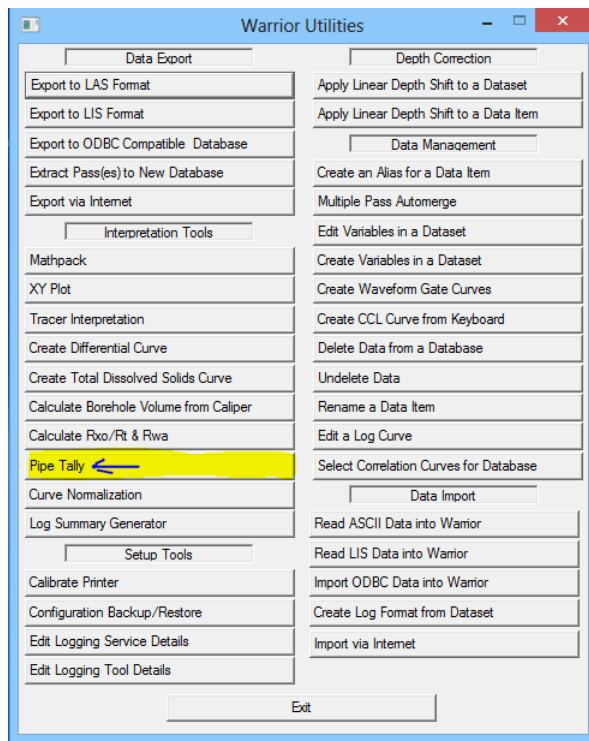 Warrior Utilities
Data Export
Export to LAS Format
Export to LIS Format
Export to ODBC Compatible Database
Extract Pass(es) to New Database
Export via Internet
Interpretation Tools
Mathpack
XY Plot
Tracer Interpretation
Create Differential Curve
Create Total Dissolved Solids Curve
Calculate Borehole Volume from Caliper
Calculate Rxo/Rt & Rwa
Pipe Tally
Curve Normalization
Log Summary Generator
Setup Tools
Calibrate Printer
Configuration Backup/Restore
Edit Logging Service Details
Edit Logging Tool Details
Depth Correction
Apply Linear Depth Shift to a Dataset
Apply Linear Depth Shift to a Data Item
Data Management
Create an Alias for a Data Item
Multiple Pass Automerge
Edit Variables in a Dataset
Create Variables in a Dataset
Create Waveform Gate Curves
Create CCL Curve from Keyboard
Delete Data from a Database
Undelete Data
Rename a Data Item
Edit a Log Curve
Select Correlation Curves for Database
Data Import
Read ASCII Data into Warrior
Read LIS Data into Warrior
Import ODBC Data into Warrior
Create Log Format from Dataset
Import via Internet
Exit